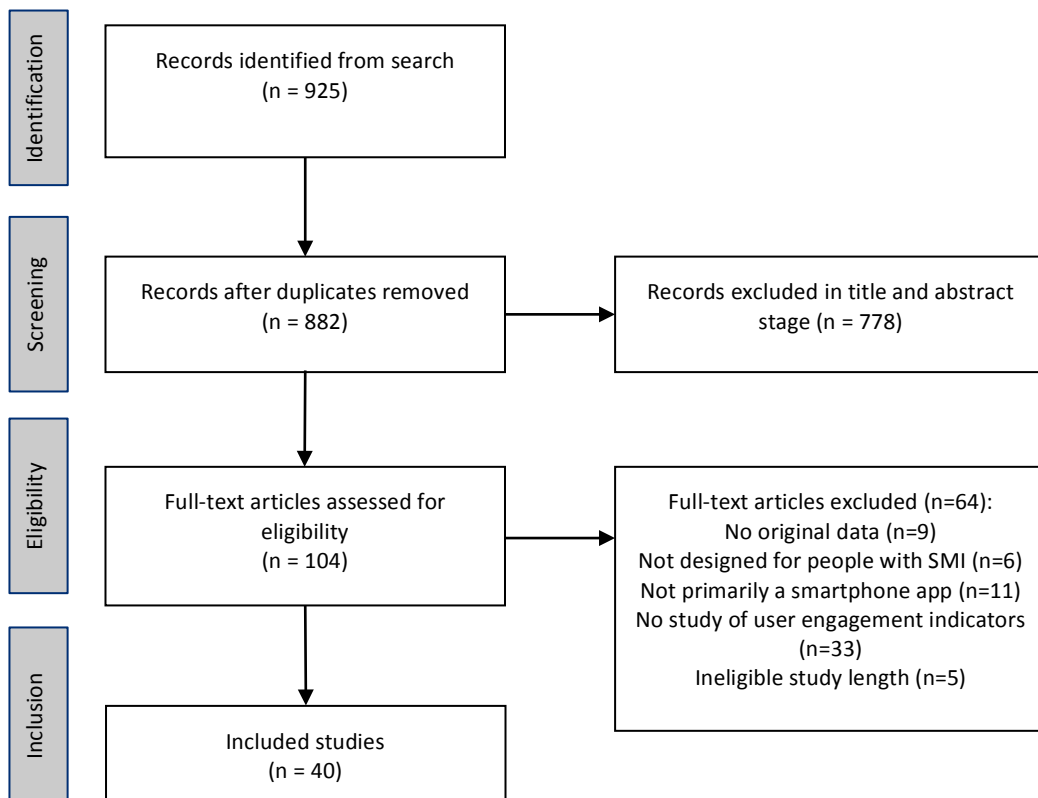 Identification
Records identified from search
(n = 925)
Screening
Records after duplicates removed
(n = 882)
Records excluded in title and abstract
stage (n = 778)
Eligibility
Full-text articles assessed for
eligibility
(n = 104)
Full-text articles excluded (n=64):
No original data (n=9)
Not designed for people with SMI (n=6)
Not primarily a smartphone app (n=11)
No study of user engagement indicators
(n=33)
Ineligible study length (n=5)
Inclusion
Included studies
(n = 40)